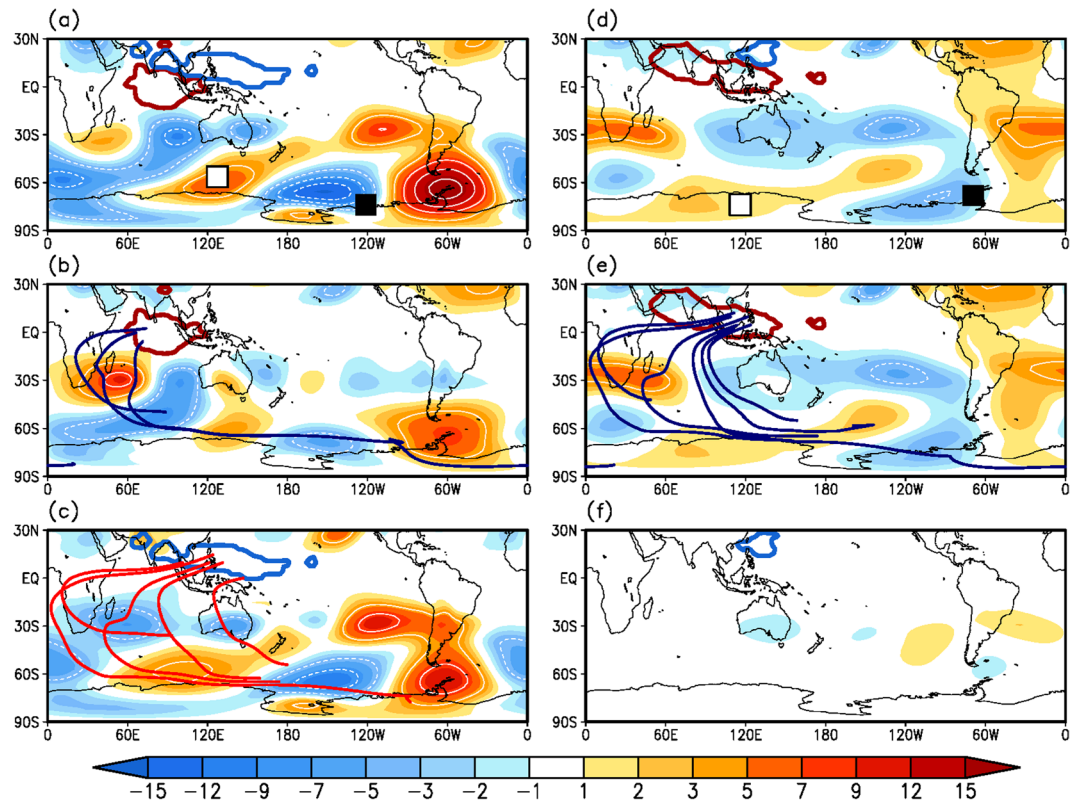 (a) (d)
30N 30N
EQ EQ
30S 30S
60S 60S
90S 90S
0 60E 120E 180 120W 60W 0 0 60E 120E 180 120W 60W 0
(b) (e)
30N 30N
EQ EQ
30S 30S
60S 60S
90S 90S
0 60E 120E 180 120W 60W 0 0 60E 120E 180 120W 60W 0
(c) (f)
30N 30N
EQ EQ
30S 30S
60S 60S
90S 90S
0 60E 120E 180 120W 60W 0 0 60E 120E 180 120W 60W 0
−15 −12 −9 −7 −5 −3 −2 −1 1 2 3 5 7 9 12 15